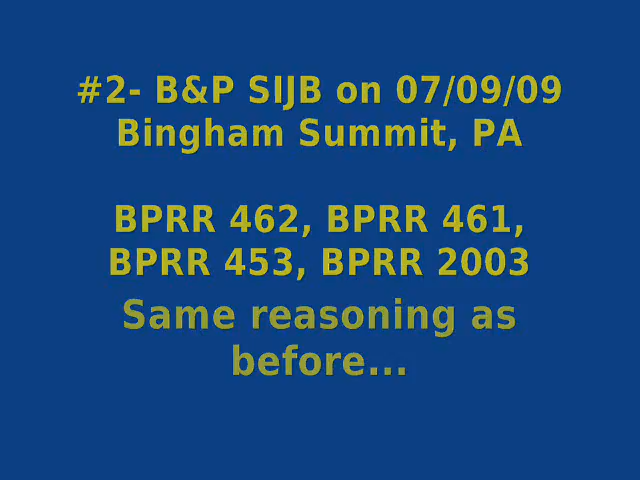 #2- B&P SIJB on 07/09/09
Bingham Summit, PA
BPRR 462, BPRR 461,
BPRR 453, BPRR 2003
Same reasoning as
before...